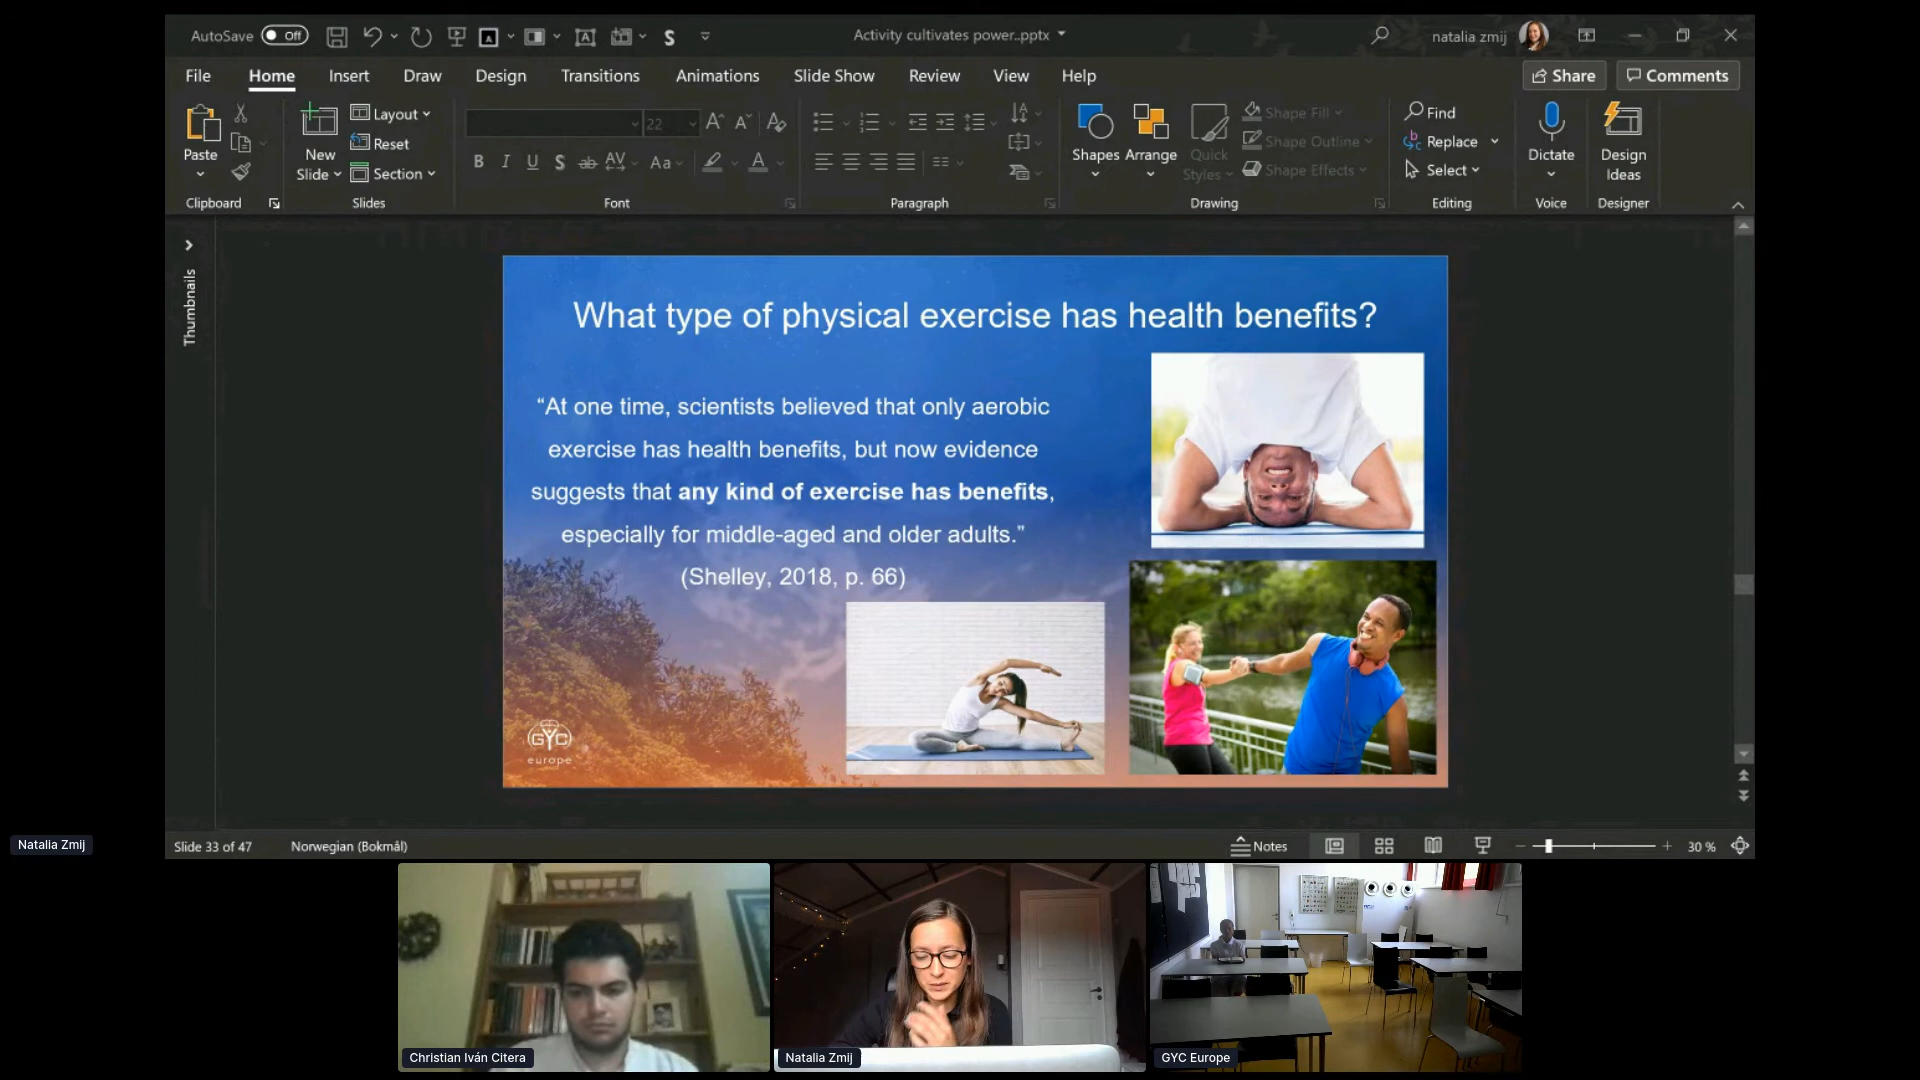 AutoSave Off
Activity cultivates power..pptx
natalia zmij
File Home Insert Draw Design Transitions Animations Slide Show Review View Help
Share Comments
Paste
New Slide
Layout
Reset
Section
22
B I U S ab AV Aa A
Shapes Arrange Quick Styles
Shape Fill
Shape Outline
Shape Effects
Find
Replace
Select
Dictate
Design Ideas
Clipboard Slides Font Paragraph Drawing Editing Voice Designer
Thumbnails
What type of physical exercise has health benefits?
“At one time, scientists believed that only aerobic
exercise has health benefits, but now evidence
suggests that any kind of exercise has benefits,
especially for middle-aged and older adults.”
(Shelley, 2018, p. 66)
GYC
europe
Slide 33 of 47 Norwegian (Bokmål) Notes 30 %
Natalia Zmij
Christian Iván Citera
Natalia Zmij
GYC Europe